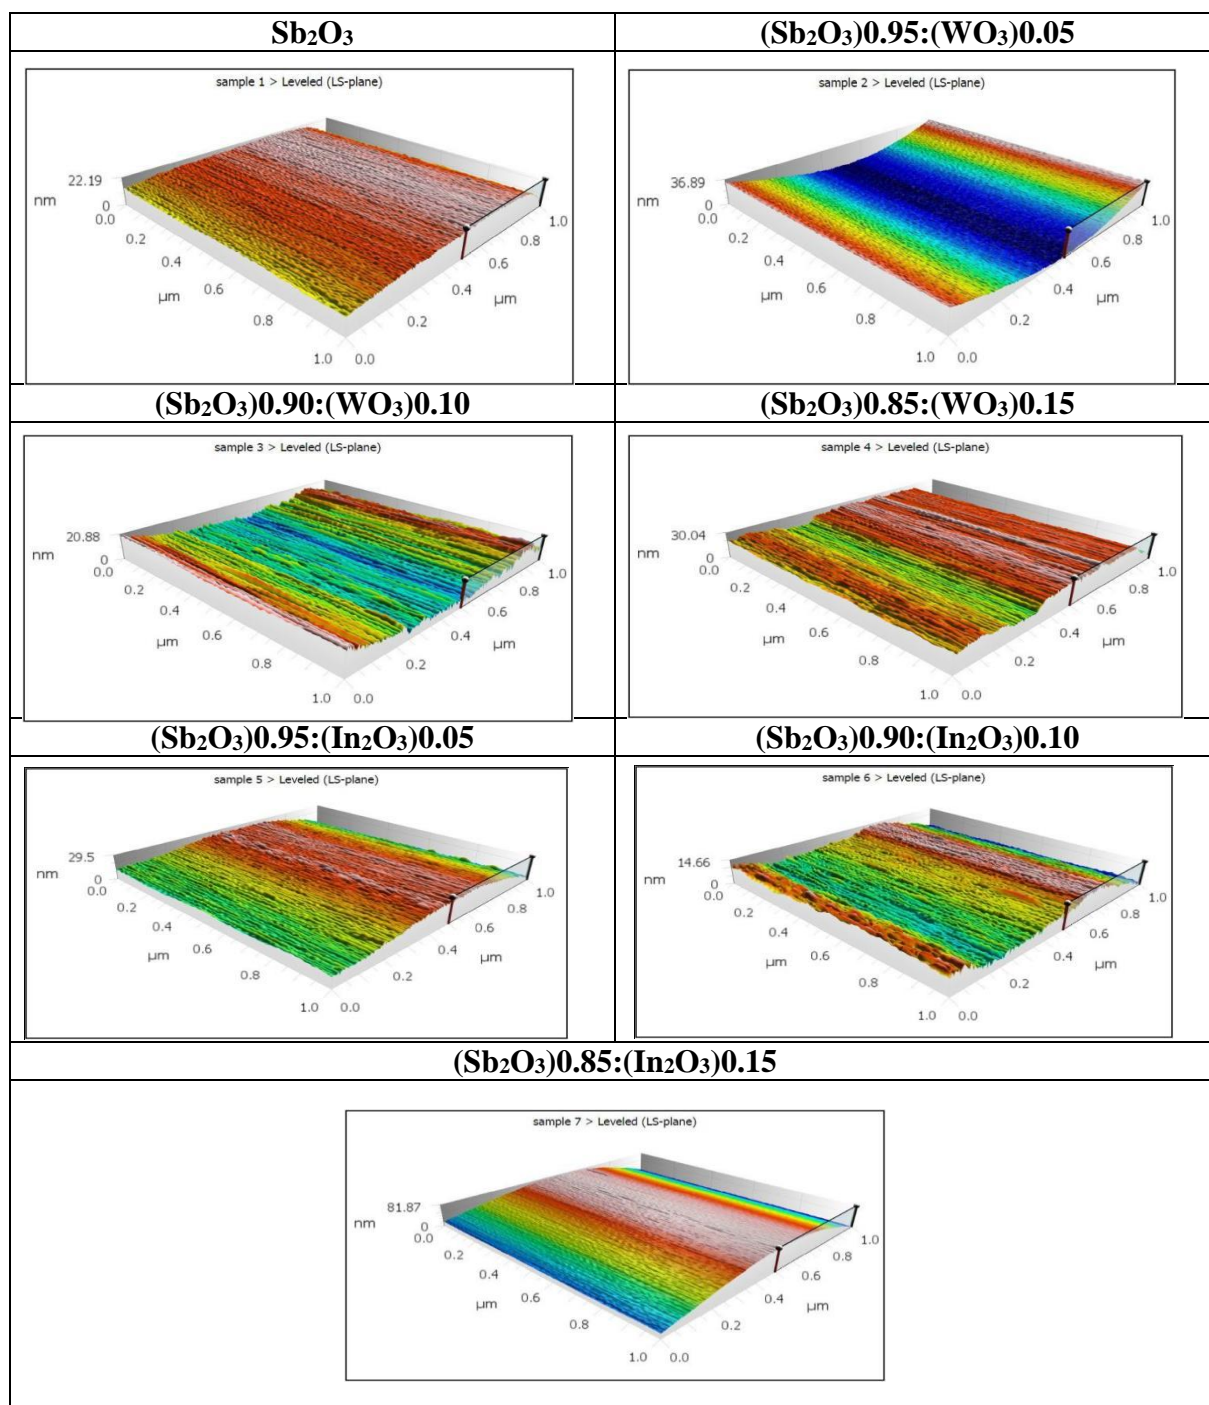 Sb₂O₃
(Sb₂O₃)0.95:(WO₃)0.05
sample 1 > Leveled (LS-plane)
22.19
nm
0
0.0
0.2
0.4
µm
0.6
0.8
1.0
0.0
0.2
0.4
µm
0.6
0.8
1.0
sample 2 > Leveled (LS-plane)
36.89
nm
0
0.0
0.2
0.4
µm
0.6
0.8
1.0
0.0
0.2
0.4
µm
0.6
0.8
1.0
(Sb₂O₃)0.90:(WO₃)0.10
(Sb₂O₃)0.85:(WO₃)0.15
sample 3 > Leveled (LS-plane)
20.88
nm
0
0.0
0.2
0.4
µm
0.6
0.8
1.0
0.0
0.2
0.4
µm
0.6
0.8
1.0
sample 4 > Leveled (LS-plane)
30.04
nm
0
0.0
0.2
0.4
µm
0.6
0.8
1.0
0.0
0.2
0.4
µm
0.6
0.8
1.0
(Sb₂O₃)0.95:(In₂O₃)0.05
(Sb₂O₃)0.90:(In₂O₃)0.10
sample 5 > Leveled (LS-plane)
29.5
nm
0
0.0
0.2
0.4
µm
0.6
0.8
1.0
0.0
0.2
0.4
µm
0.6
0.8
1.0
sample 6 > Leveled (LS-plane)
14.66
nm
0
0.0
0.2
0.4
µm
0.6
0.8
1.0
0.0
0.2
0.4
µm
0.6
0.8
1.0
(Sb₂O₃)0.85:(In₂O₃)0.15
sample 7 > Leveled (LS-plane)
81.87
nm
0
0.0
0.2
0.4
µm
0.6
0.8
1.0
0.0
0.2
0.4
µm
0.6
0.8
1.0